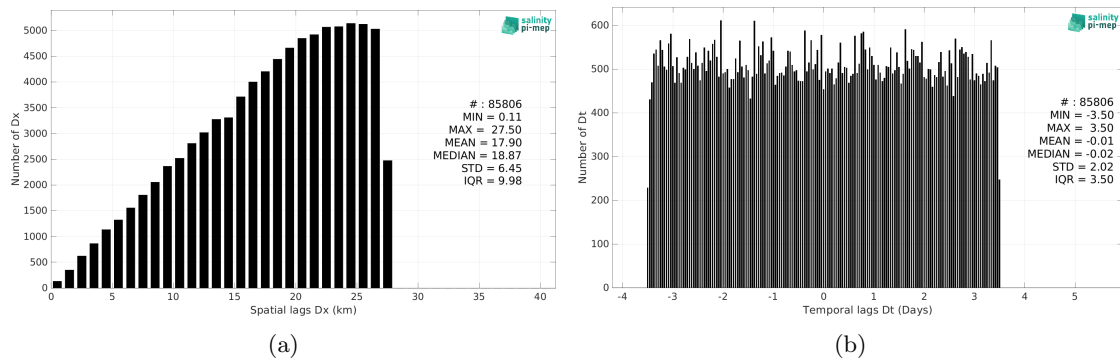 salinity
pi-mep
5000
4500
4000
3500
3000
2500
2000
1500
1000
500
0
Number of Dx
# : 85806
MIN = 0.11
MAX = 27.50
MEAN = 17.90
MEDIAN = 18.87
STD = 6.45
IQR = 9.98
0 5 10 15 20 25 30 35 40
Spatial lags Dx (km)
(a)
salinity
pi-mep
600
500
400
300
200
100
0
Number of Dt
# : 85806
MIN = -3.50
MAX = 3.50
MEAN = -0.01
MEDIAN = -0.02
STD = 2.02
IQR = 3.50
-4 -3 -2 -1 0 1 2 3 4 5
Temporal lags Dt (Days)
(b)